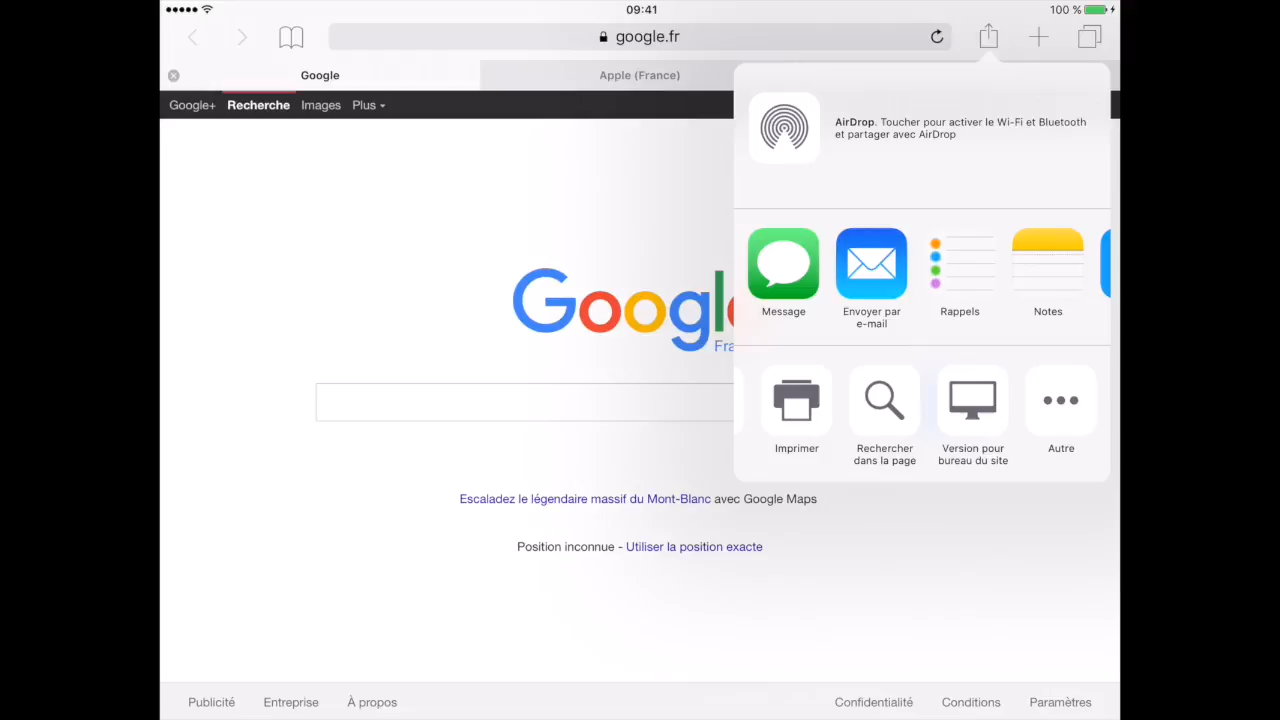 09:41
100 %
google.fr
Google
Apple (France)
Google+ Recherche Images Plus
AirDrop. Toucher pour activer le Wi-Fi et Bluetooth
et partager avec AirDrop
Message
Envoyer par
e-mail
Rappels
Notes
Googl
Fra
Imprimer
Rechercher
dans la page
Version pour
bureau du site
Autre
Escaladez le légendaire massif du Mont-Blanc avec Google Maps
Position inconnue - Utiliser la position exacte
Publicité Entreprise À propos Confidentialité Conditions Paramètres